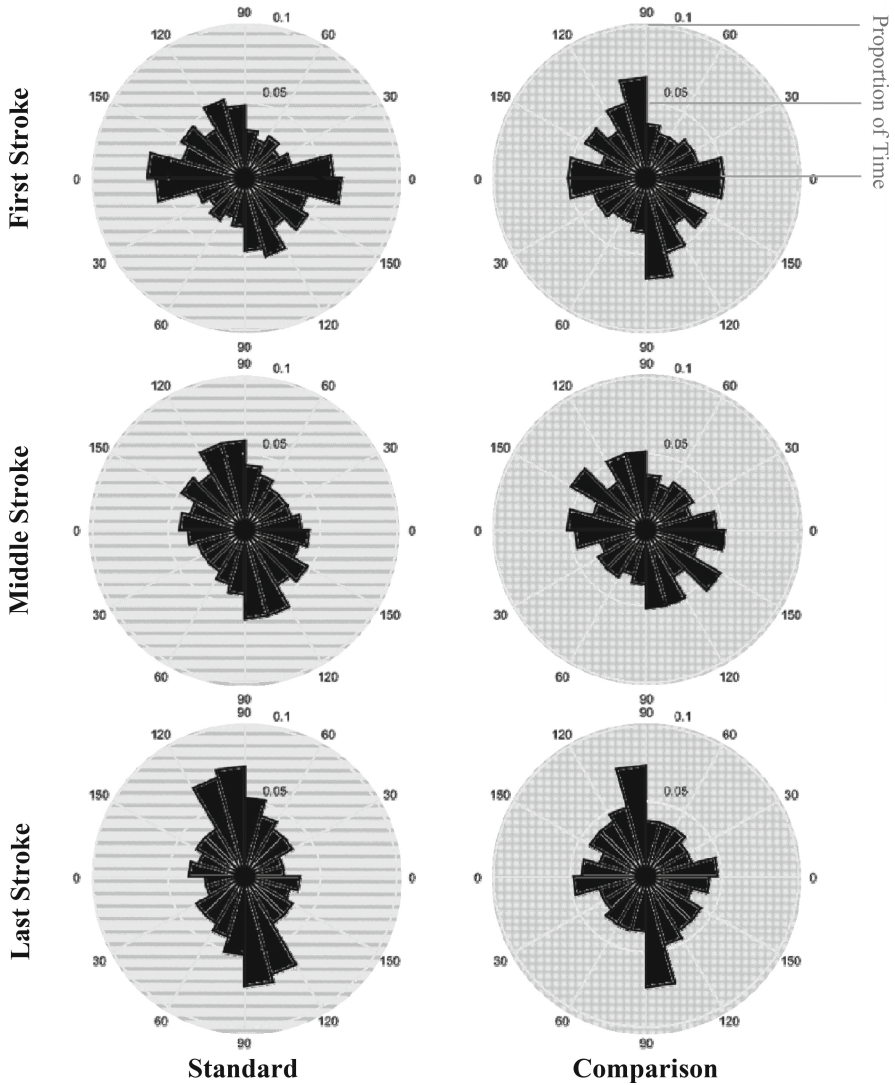 90 0.1 90 0.1
120 60 120 60
150 0.05 30 150 0.05 30
First Stroke
0 0 0 0
Proportion of Time
30 150 30 150
60 120 60 120
90 90
90 0.1 90 0.1
120 60 120 60
150 0.05 30 150 0.05 30
Middle Stroke
0 0 0 0
30 150 30 150
60 120 60 120
90 90
90 0.1 90 0.1
120 60 120 60
150 0.05 30 150 0.05 30
Last Stroke
0 0 0 0
30 150 30 150
60 120 60 120
90
Standard Comparison